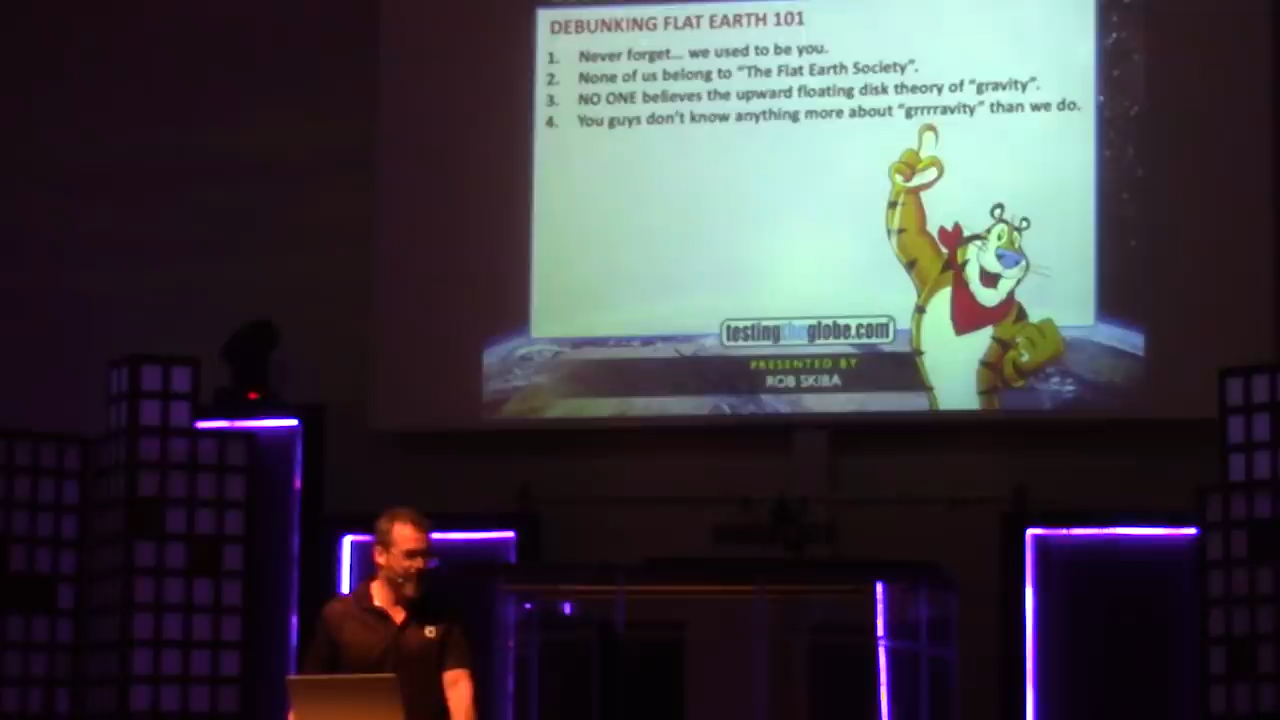 DEBUNKING FLAT EARTH 101
1. Never forget... we used to be you.
2. None of us belong to “The Flat Earth Society”.
3. NO ONE believes the upward floating disk theory of “gravity”.
4. You guys don't know anything more about “grrrravity” than we do.
testingtheglobe.com
PRESENTED BY
ROB SKIBA